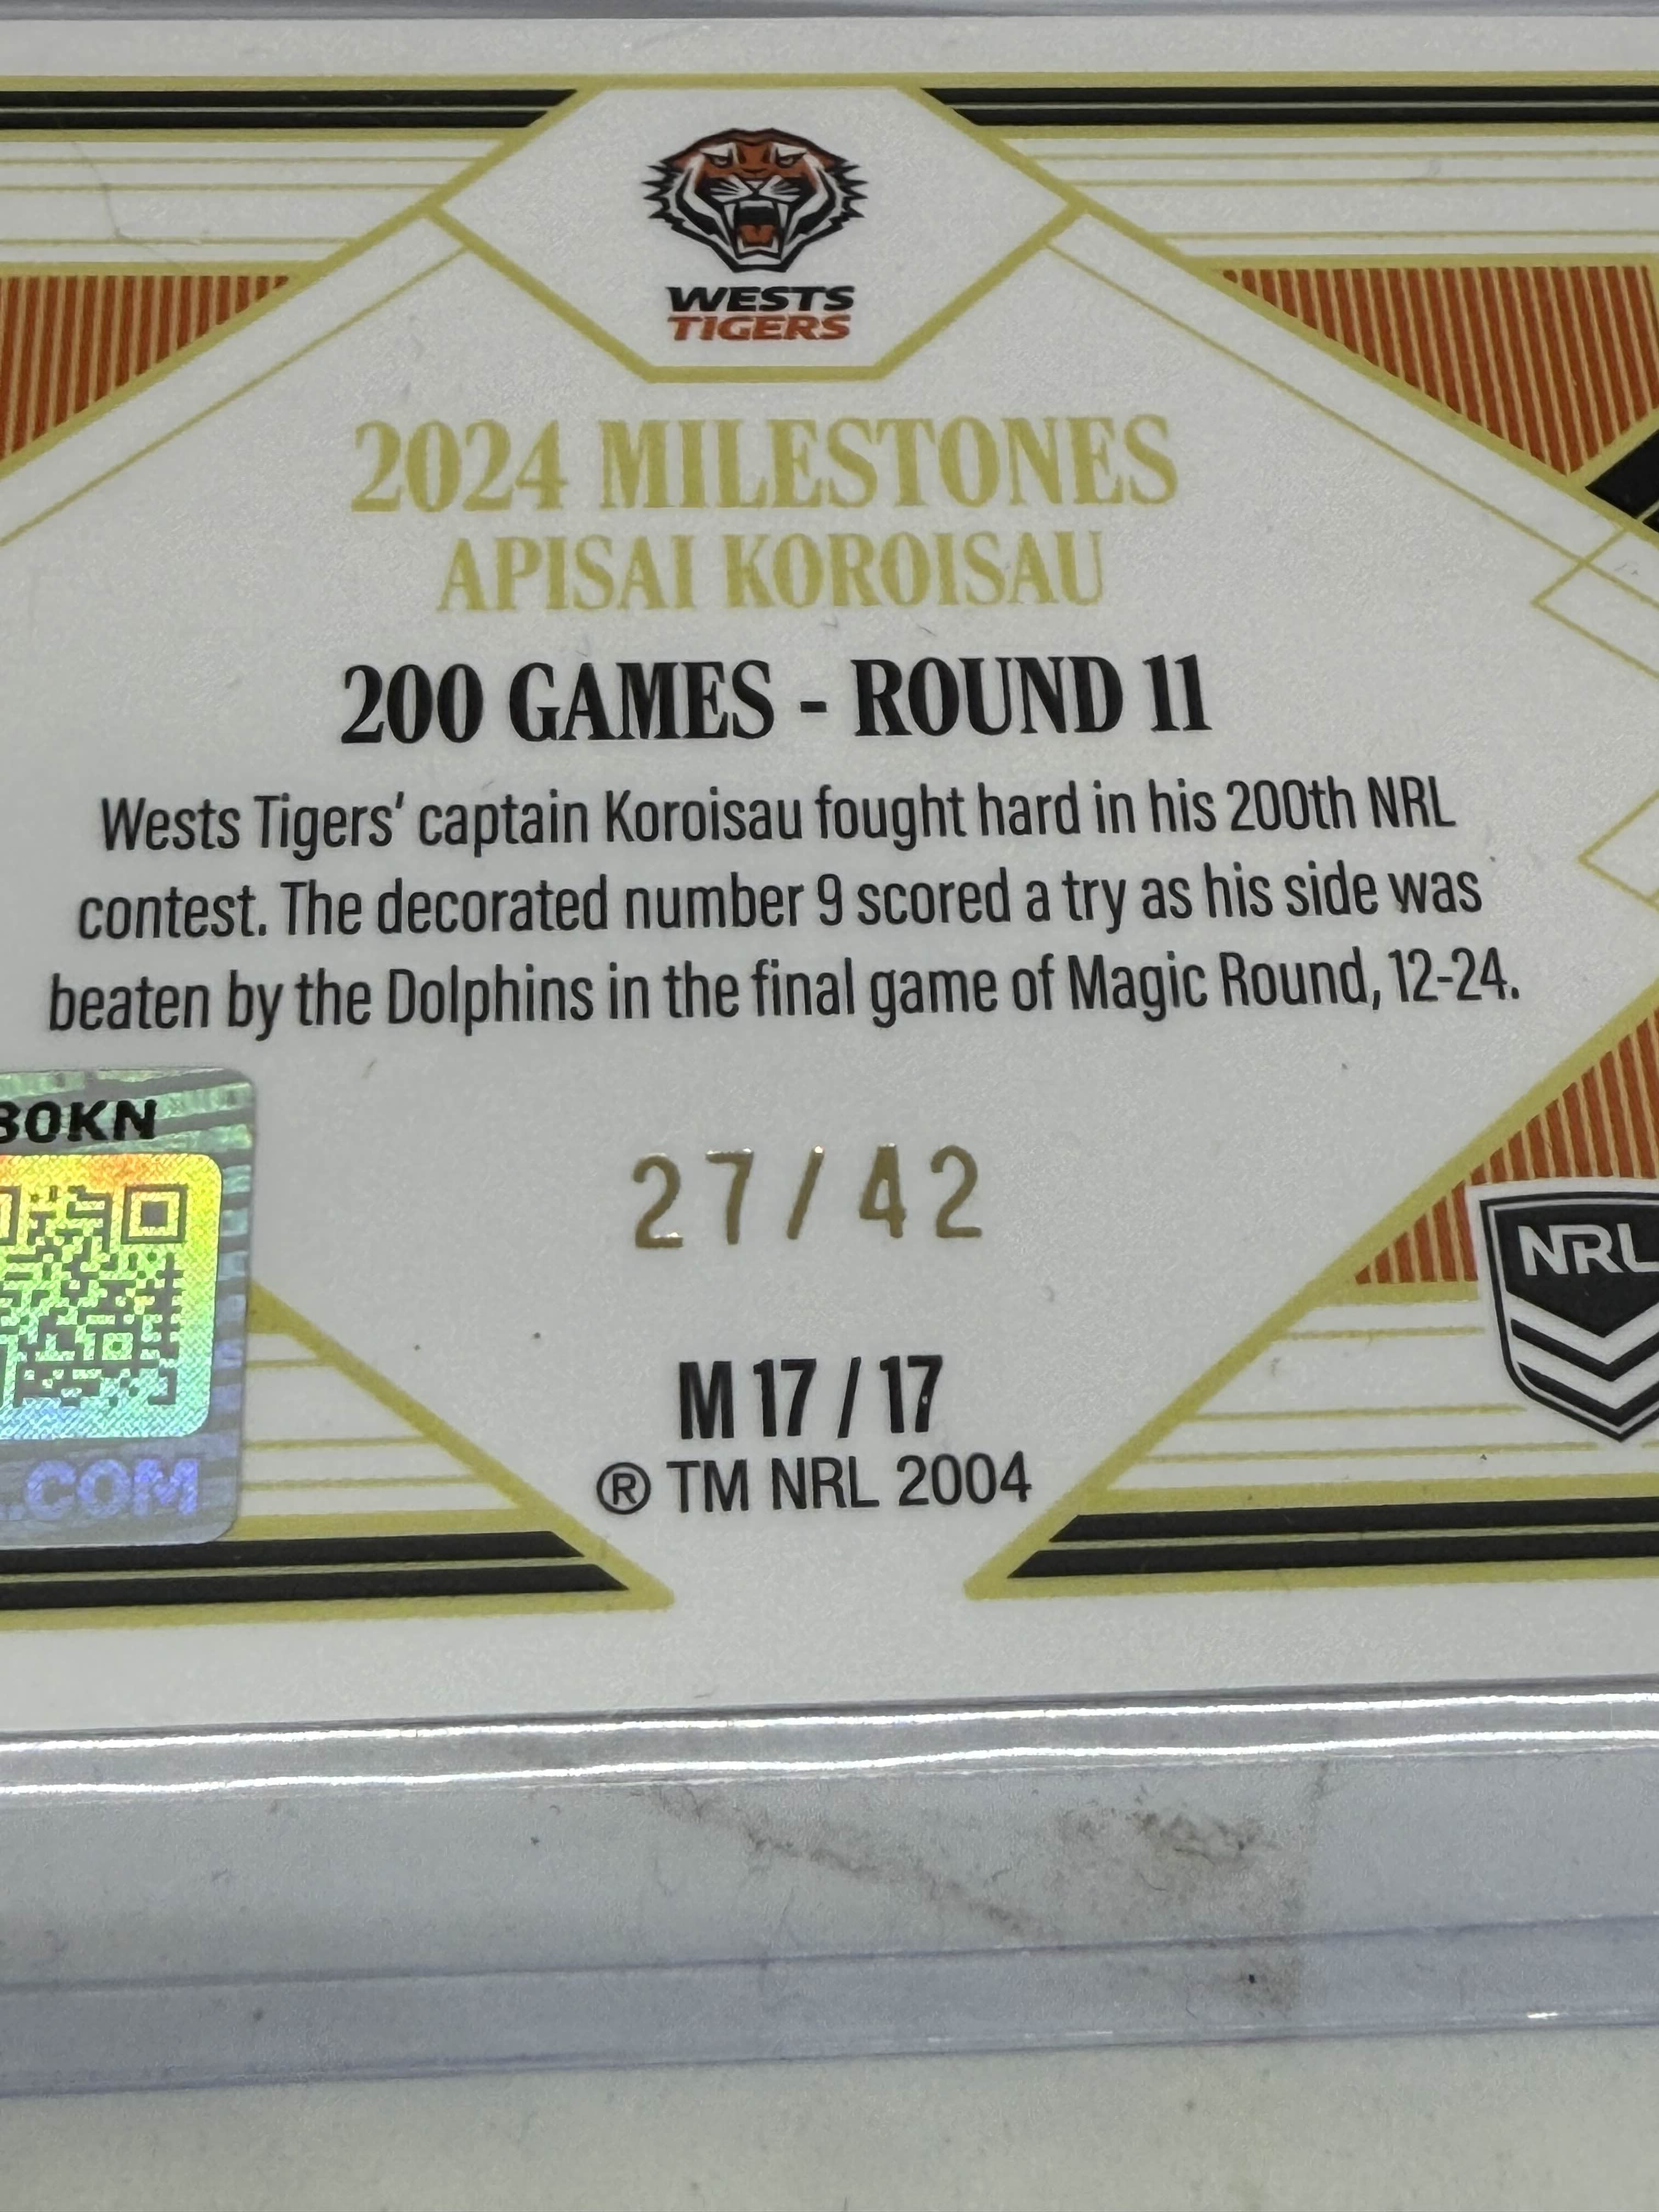 WESTS
TIGERS
2024 MILESTONES
APISAI KOROISAU
200 GAMES - ROUND 11
Wests Tigers' captain Koroisau fought hard in his 200th NRL
contest. The decorated number 9 scored a try as his side was
beaten by the Dolphins in the final game of Magic Round, 12-24.
0KN
27/42
NRL
M 17 / 17
.COM
® TM NRL 2004